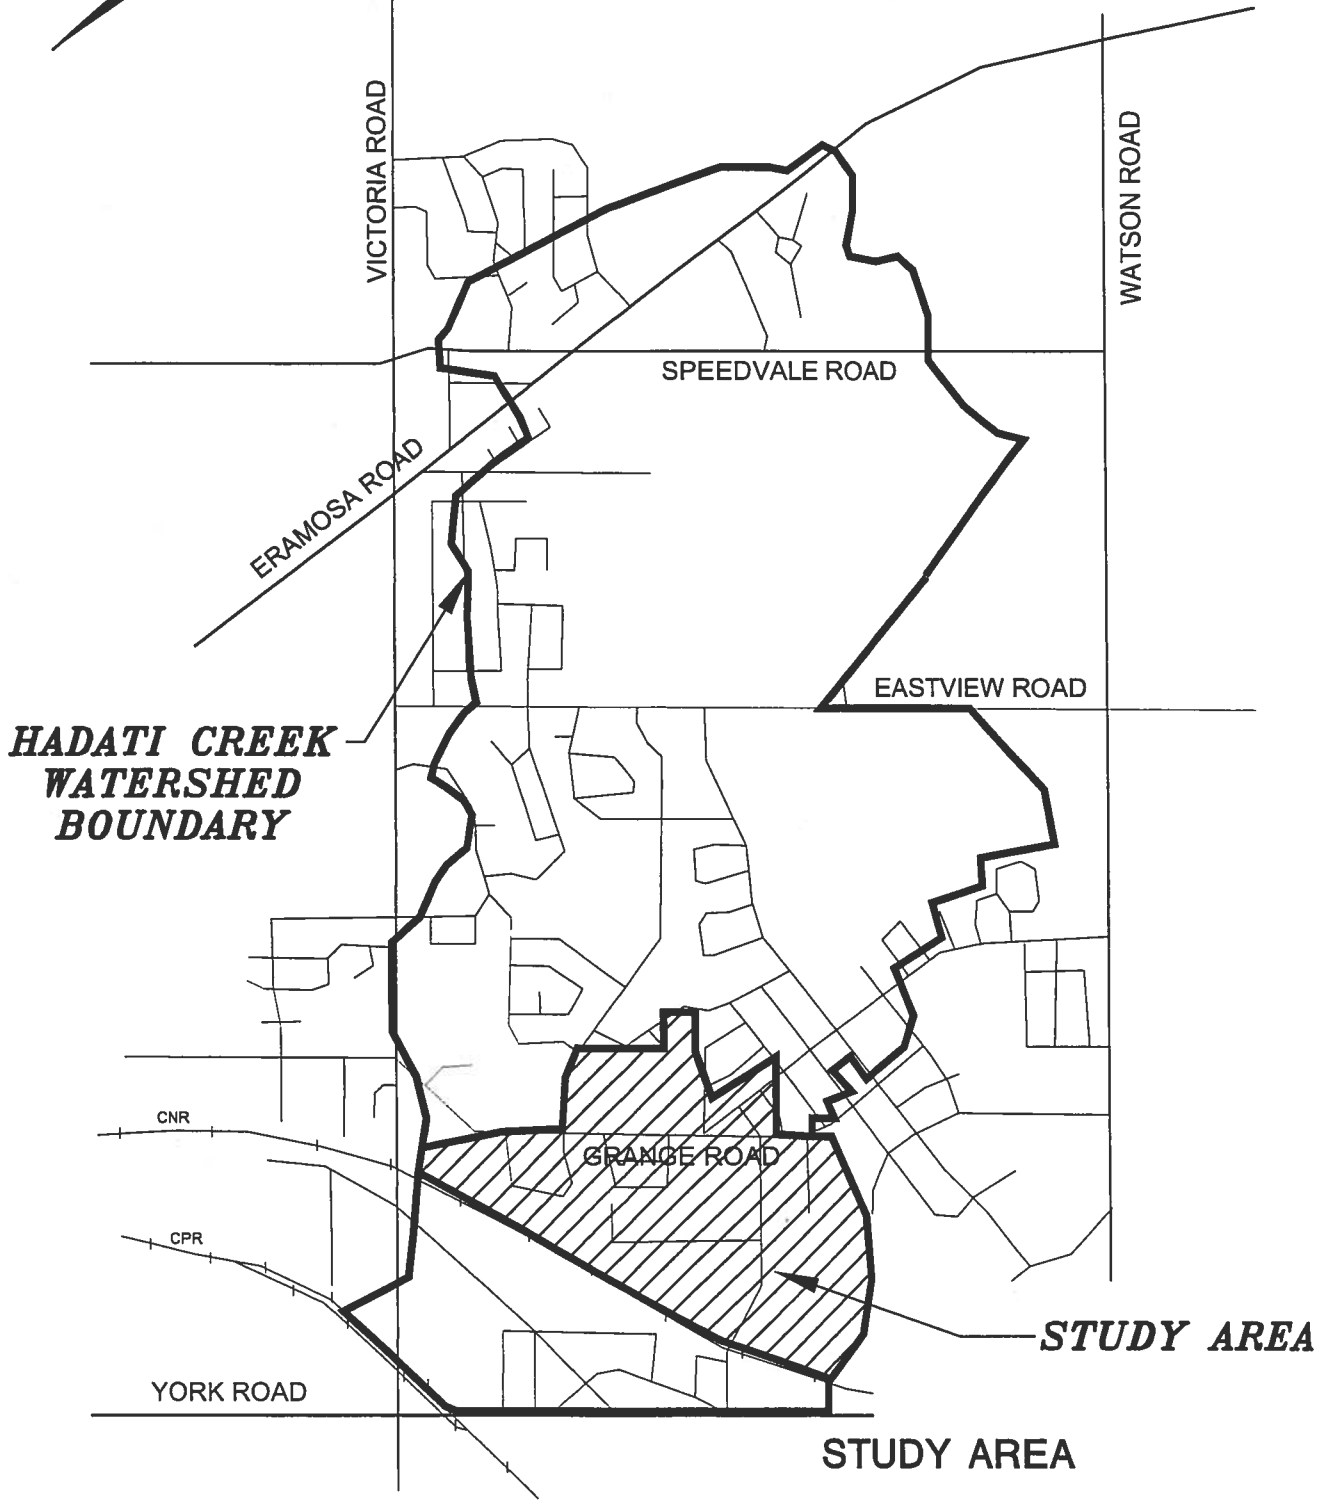 VICTORIA ROAD
WATSON ROAD
SPEEDVALE ROAD
ERAMOSA ROAD
EASTVIEW ROAD
HADATI CREEK
WATERSHED
BOUNDARY
CNR
GRANGE ROAD
CPR
STUDY AREA
YORK ROAD
STUDY AREA